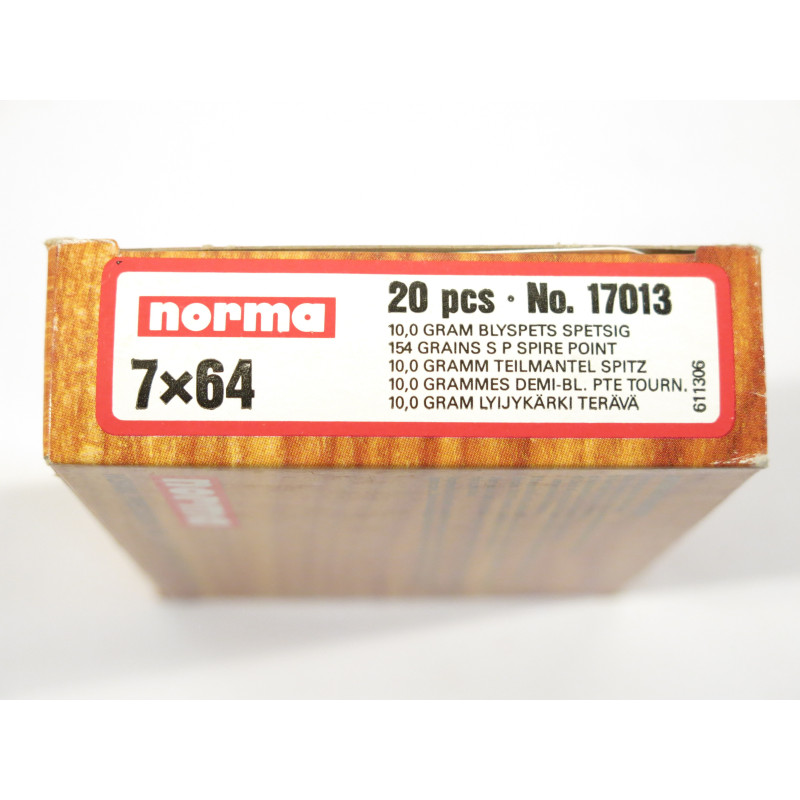 norma
7×64
20 pcs · No. 17013
10,0 GRAM BLYSPETS SPETSIG
154 GRAINS S P SPIRE POINT
10,0 GRAMM TEILMANTEL SPITZ
10,0 GRAMMES DEMI-BL. PTE TOURN.
10,0 GRAM LYIJYKÄRKI TERÄVÄ
611306
norma